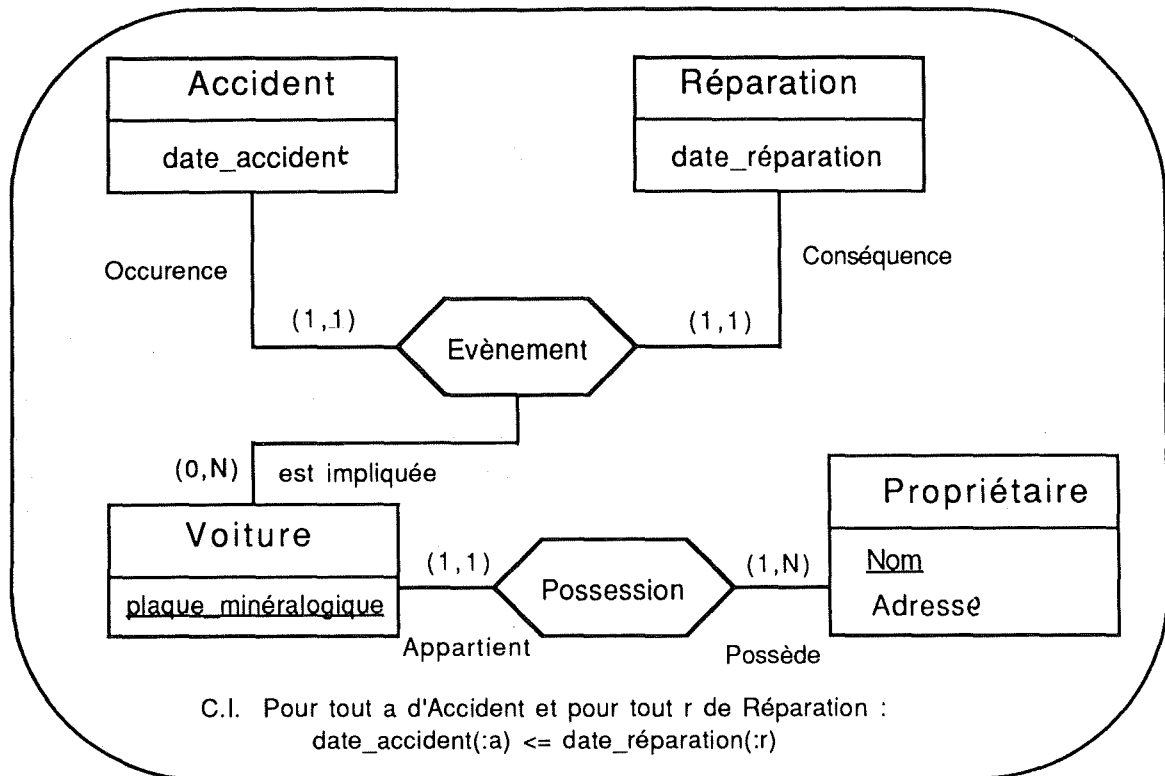 Accident
Réparation
date_accident
date_réparation
Occurence
Conséquence
(1,1)
(1,1)
Evènement
(0,N)
est impliquée
Voiture
Propriétaire
(1,1)
(1,N)
plaque_minéralogique
Possession
Nom
Adresse
Appartient
Possède
C.I. Pour tout a d'Accident et pour tout r de Réparation :
date_accident(:a) <= date_réparation(:r)